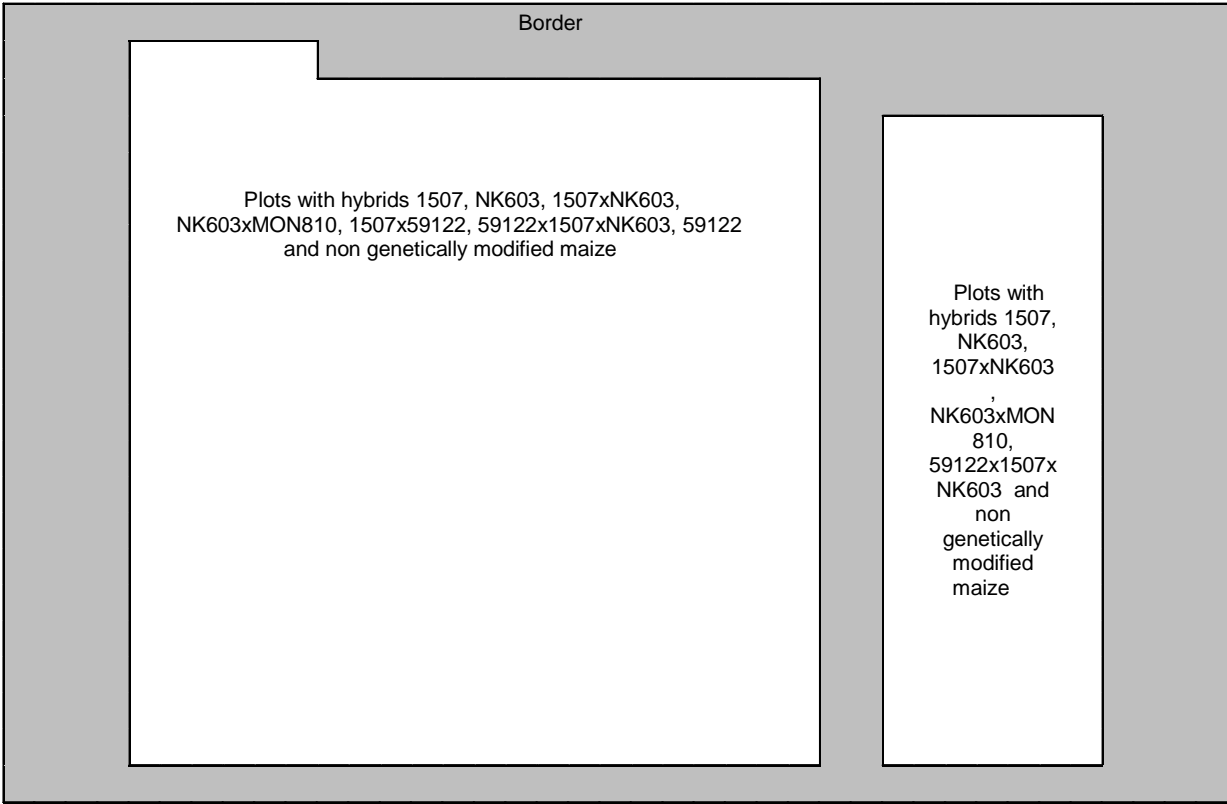 Border
Plots with hybrids 1507, NK603, 1507xNK603,
NK603xMON810, 1507x59122, 59122x1507xNK603, 59122
and non genetically modified maize
Plots with
hybrids 1507,
NK603,
1507xNK603
,
NK603xMON
810,
59122x1507x
NK603 and
non
genetically
modified
maize